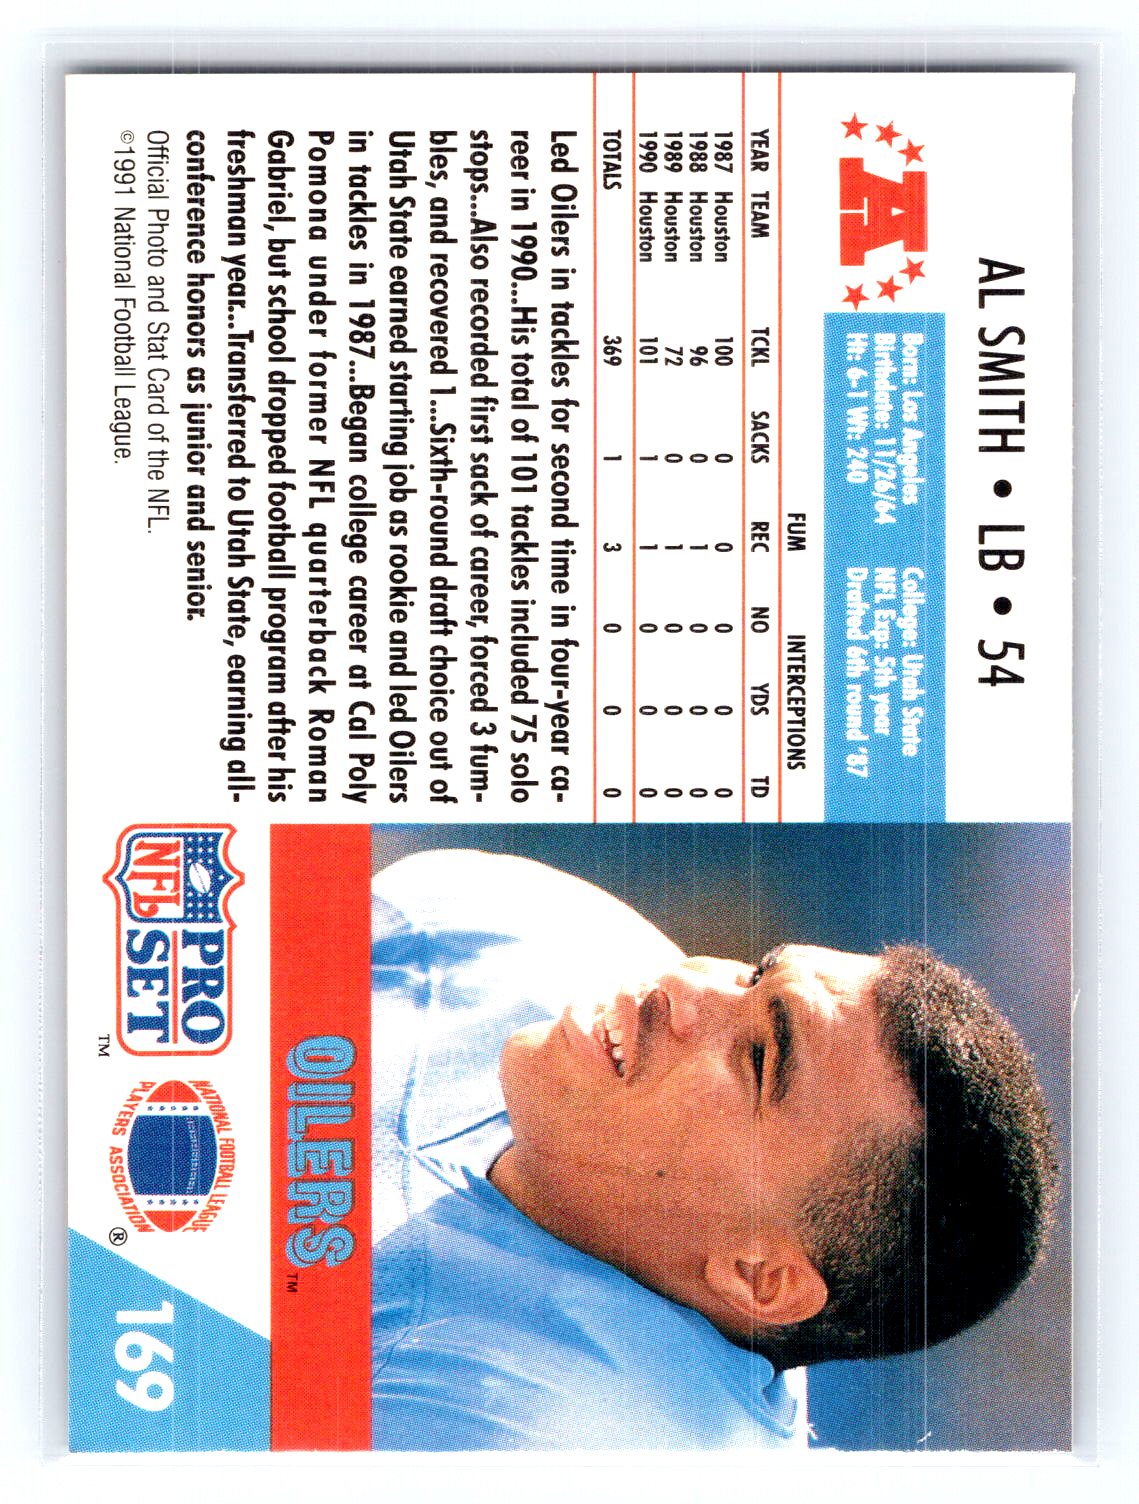 AL SMITH • LB • 54
A
Born: Los Angeles College: Utah State
Birthdate: 11/26/64 NFL Exp: 5th year
Ht: 6-1 Wt: 240 Drafted 6th round '87
FUM INTERCEPTIONS
YEAR TEAM TCKL SACKS REC NO YDS TD
1987 Houston 100 0 0 0 0 0
1988 Houston 96 0 1 0 0 0
1989 Houston 72 0 1 0 0 0
1990 Houston 101 1 1 0 0 0
TOTALS 369 1 3 0 0 0
Led Oilers in tackles for second time in four-year ca-
reer in 1990...His total of 101 tackles included 75 solo
stops...Also recorded first sack of career, forced 3 fum-
bles, and recovered 1...Sixth-round draft choice out of
Utah State earned starting job as rookie and led Oilers
in tackles in 1987...Began college career at Cal Poly
Pomona under former NFL quarterback Roman
Gabriel, but school dropped football program after his
freshman year...Transferred to Utah State, earning all-
conference honors as junior and senior.
Official Photo and Stat Card of the NFL.
©1991 National Football League.
OILERS™
NFL PRO SET™
NATIONAL FOOTBALL LEAGUE
PLAYERS ASSOCIATION®
169